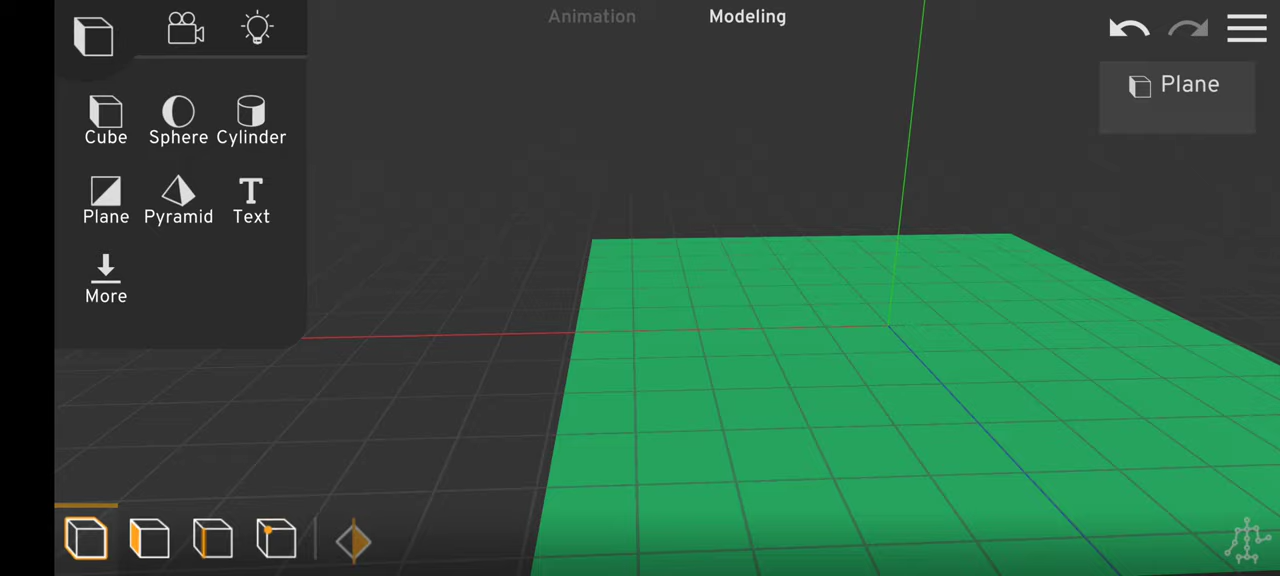 Animation Modeling
Plane
Cube Sphere Cylinder
Plane Pyramid Text
More